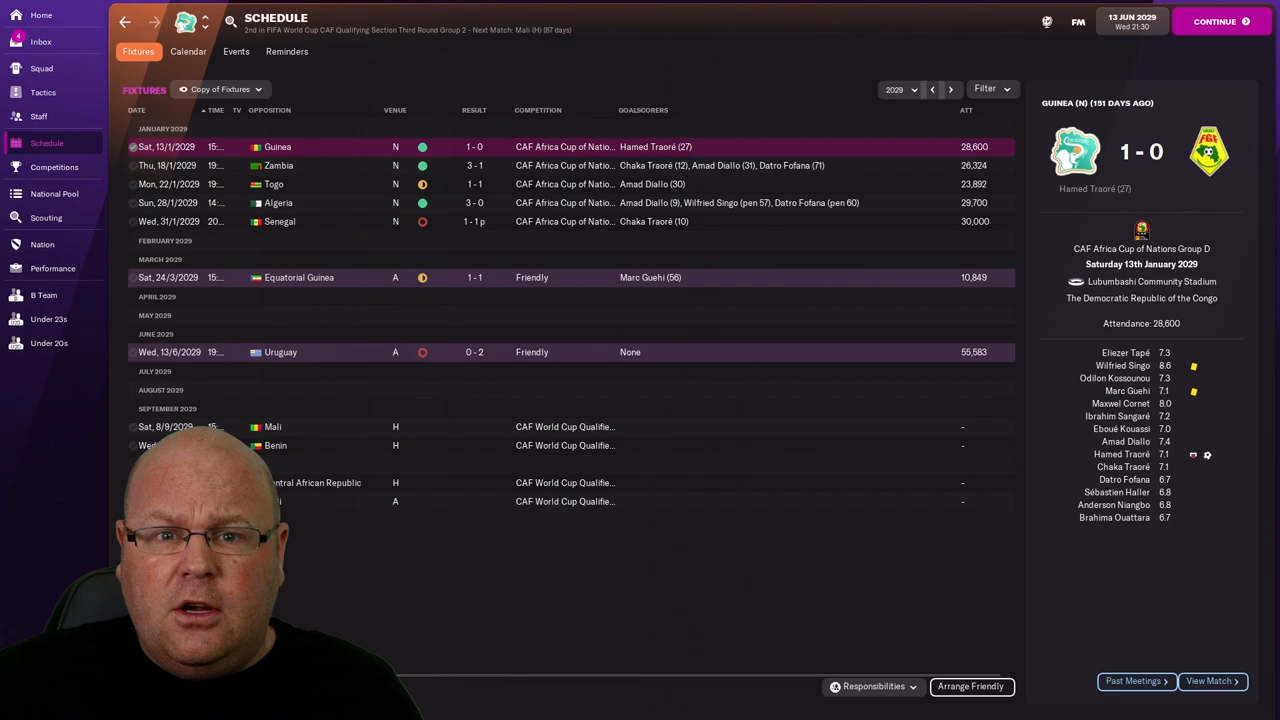 Home
4
Inbox
Squad
Tactics
Staff
Schedule
Competitions
National Pool
Scouting
Nation
Performance
B Team
Under 23s
Under 20s
SCHEDULE
2nd in FIFA World Cup CAF Qualifying Section Third Round Group 2 - Next Match: Mali (H) (87 days)
FM
13 JUN 2029
Wed 21:30
CONTINUE
Fixtures Calendar Events Reminders
FIXTURES Copy of Fixtures 2029 Filter
DATE TIME TV OPPOSITION VENUE RESULT COMPETITION GOALSCORERS ATT
JANUARY 2029
Sat, 13/1/2029 15:... Guinea N 1 - 0 CAF Africa Cup of Natio... Hamed Traoré (27) 28,600
Thu, 18/1/2029 19:... Zambia N 3 - 1 CAF Africa Cup of Natio... Chaka Traoré (12), Amad Diallo (31), Datro Fofana (71) 26,324
Mon, 22/1/2029 19:... Togo N 1 - 1 CAF Africa Cup of Natio... Amad Diallo (30) 23,892
Sun, 28/1/2029 14:... Algeria N 3 - 0 CAF Africa Cup of Natio... Amad Diallo (9), Wilfried Singo (pen 57), Datro Fofana (pen 60) 29,700
Wed, 31/1/2029 20... Senegal N 1 - 1 p CAF Africa Cup of Natio... Chaka Traoré (10) 30,000
FEBRUARY 2029
MARCH 2029
Sat, 24/3/2029 15:... Equatorial Guinea A 1 - 1 Friendly Marc Guehi (56) 10,849
APRIL 2029
MAY 2029
JUNE 2029
Wed, 13/6/2029 19:... Uruguay A 0 - 2 Friendly None 55,583
JULY 2029
AUGUST 2029
SEPTEMBER 2029
Sat, 8/9/2029 15:... Mali H CAF World Cup Qualifie... -
Wed Benin H CAF World Cup Qualifie... -
entral African Republic H CAF World Cup Qualifie... -
A CAF World Cup Qualifie... -
Responsibilities Arrange Friendly
GUINEA (N) (151 DAYS AGO)
1 - 0
FGF
Hamed Traoré (27)
CAF Africa Cup of Nations Group D
Saturday 13th January 2029
Lubumbashi Community Stadium
The Democratic Republic of the Congo
Attendance: 28,600
Eliezer Tapé 7.3
Wilfried Singo 8.6
Odilon Kossounou 7.3
Marc Guehi 7.1
Maxwel Cornet 8.0
Ibrahim Sangaré 7.2
Eboué Kouassi 7.0
Amad Diallo 7.4
Hamed Traoré 7.1
Chaka Traoré 7.1
Datro Fofana 6.7
Sébastien Haller 6.8
Anderson Niangbo 6.8
Brahima Ouattara 6.7
Past Meetings View Match